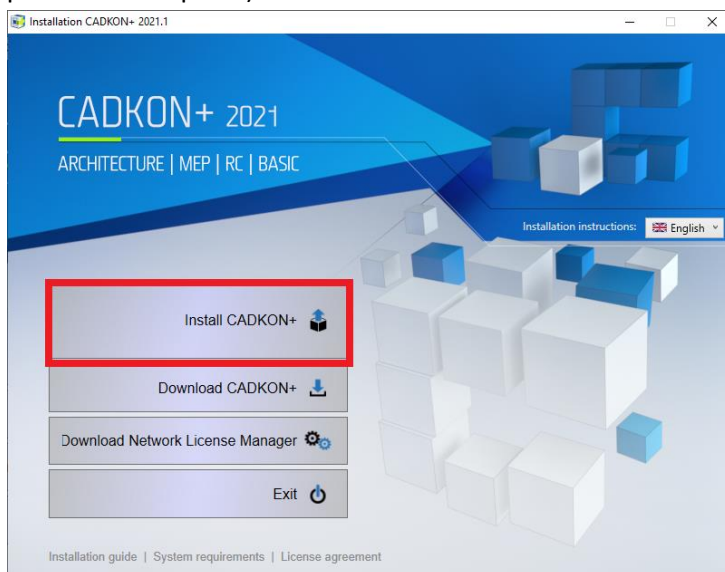 Installation CADKON+ 2021.1
CADKON+ 2021
ARCHITECTURE | MEP | RC | BASIC
Installation instructions: English
Install CADKON+
Download CADKON+
Download Network License Manager
Exit
Installation guide | System requirements | License agreement